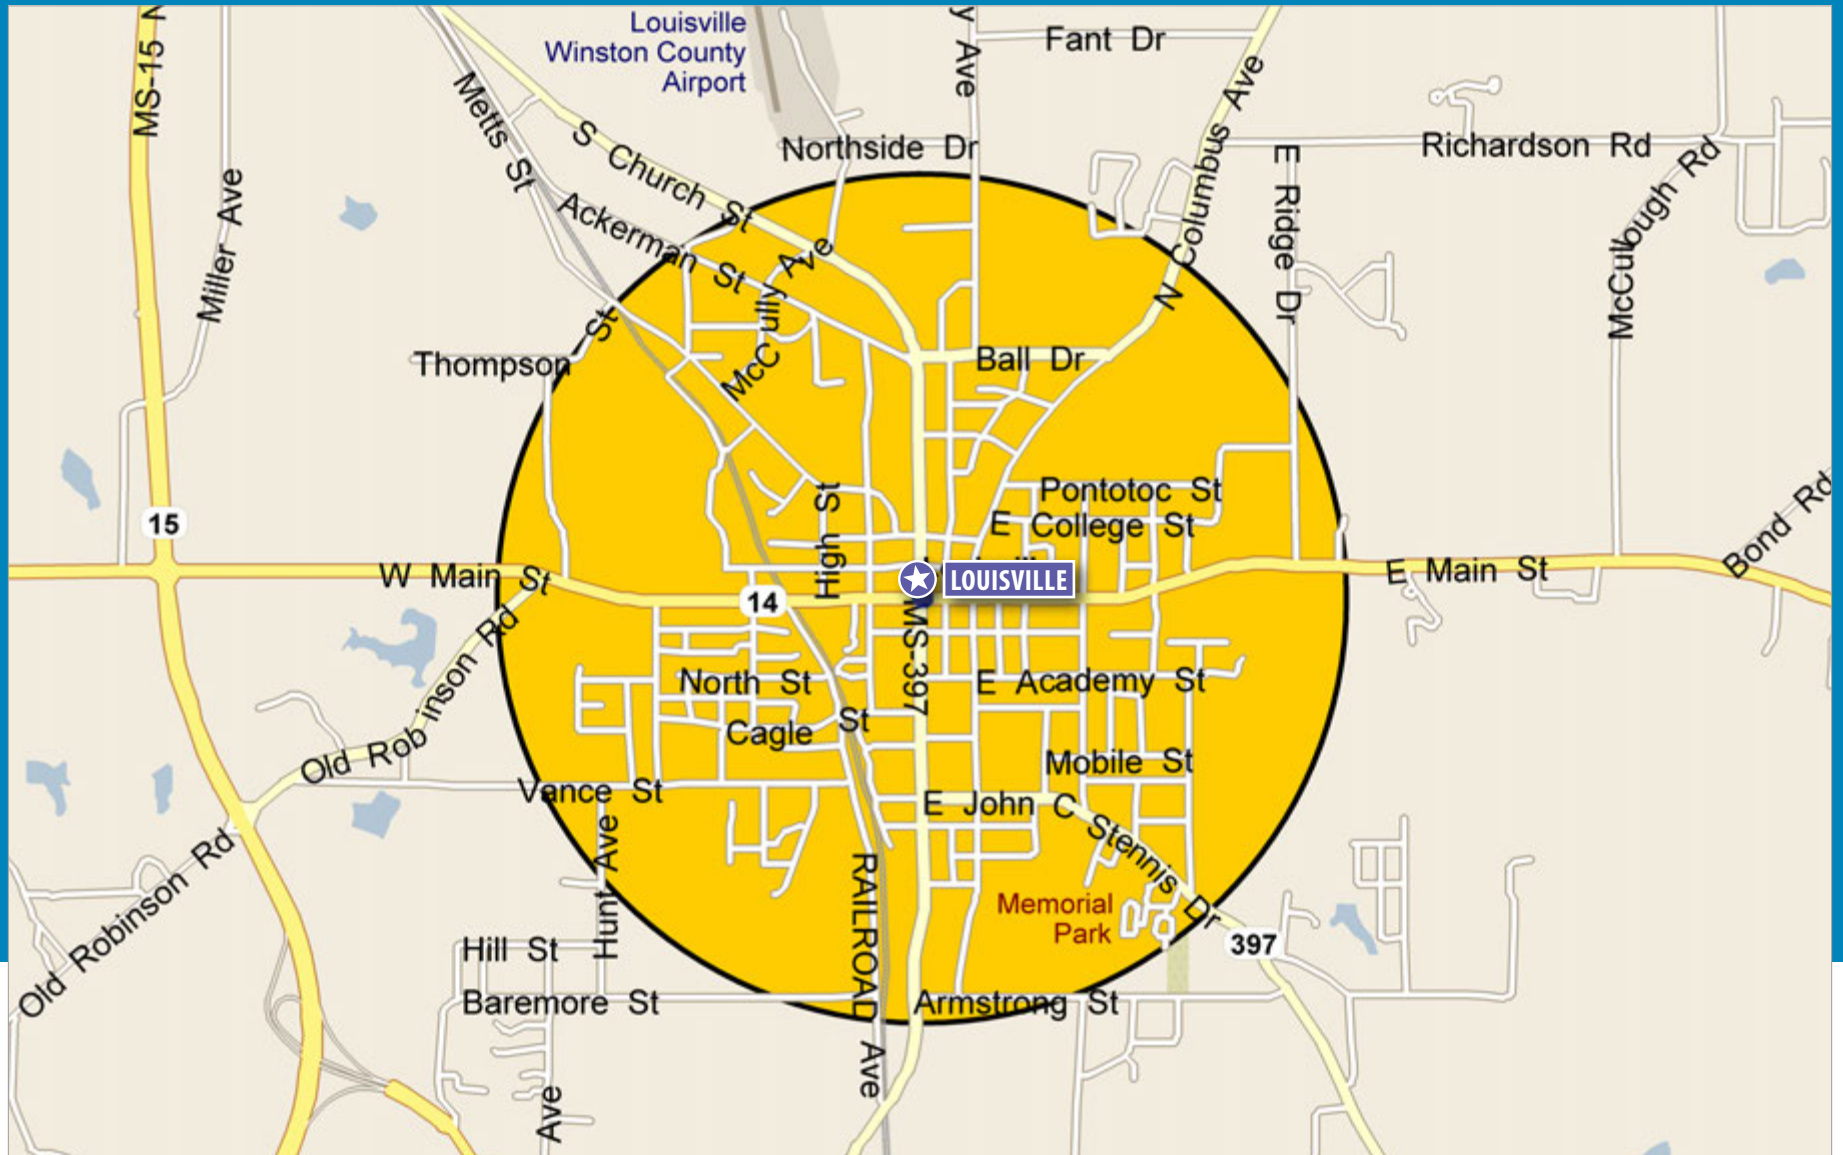 MS-15 N
Louisville
Winston County
Airport
y Ave
Fant Dr
Metts St
S Church St
Northside Dr
N Columbus Ave
E Ridge Dr
Richardson Rd
McCullough Rd
Miller Ave
Ackerman St
McCully Ave
Thompson St
Ball Dr
15
High St
Pontotoc St
E College St
Bond Rd
W Main St
14
LOUISVILLE
E Main St
MS-397
Old Robinson Rd
North St
E Academy St
Cagle St
Mobile St
Vance St
E John C Stennis Dr
Old Robinson Rd
Hunt Ave
RAILROAD Ave
Memorial
Park
397
Hill St
Baremore St
Armstrong St
Ave